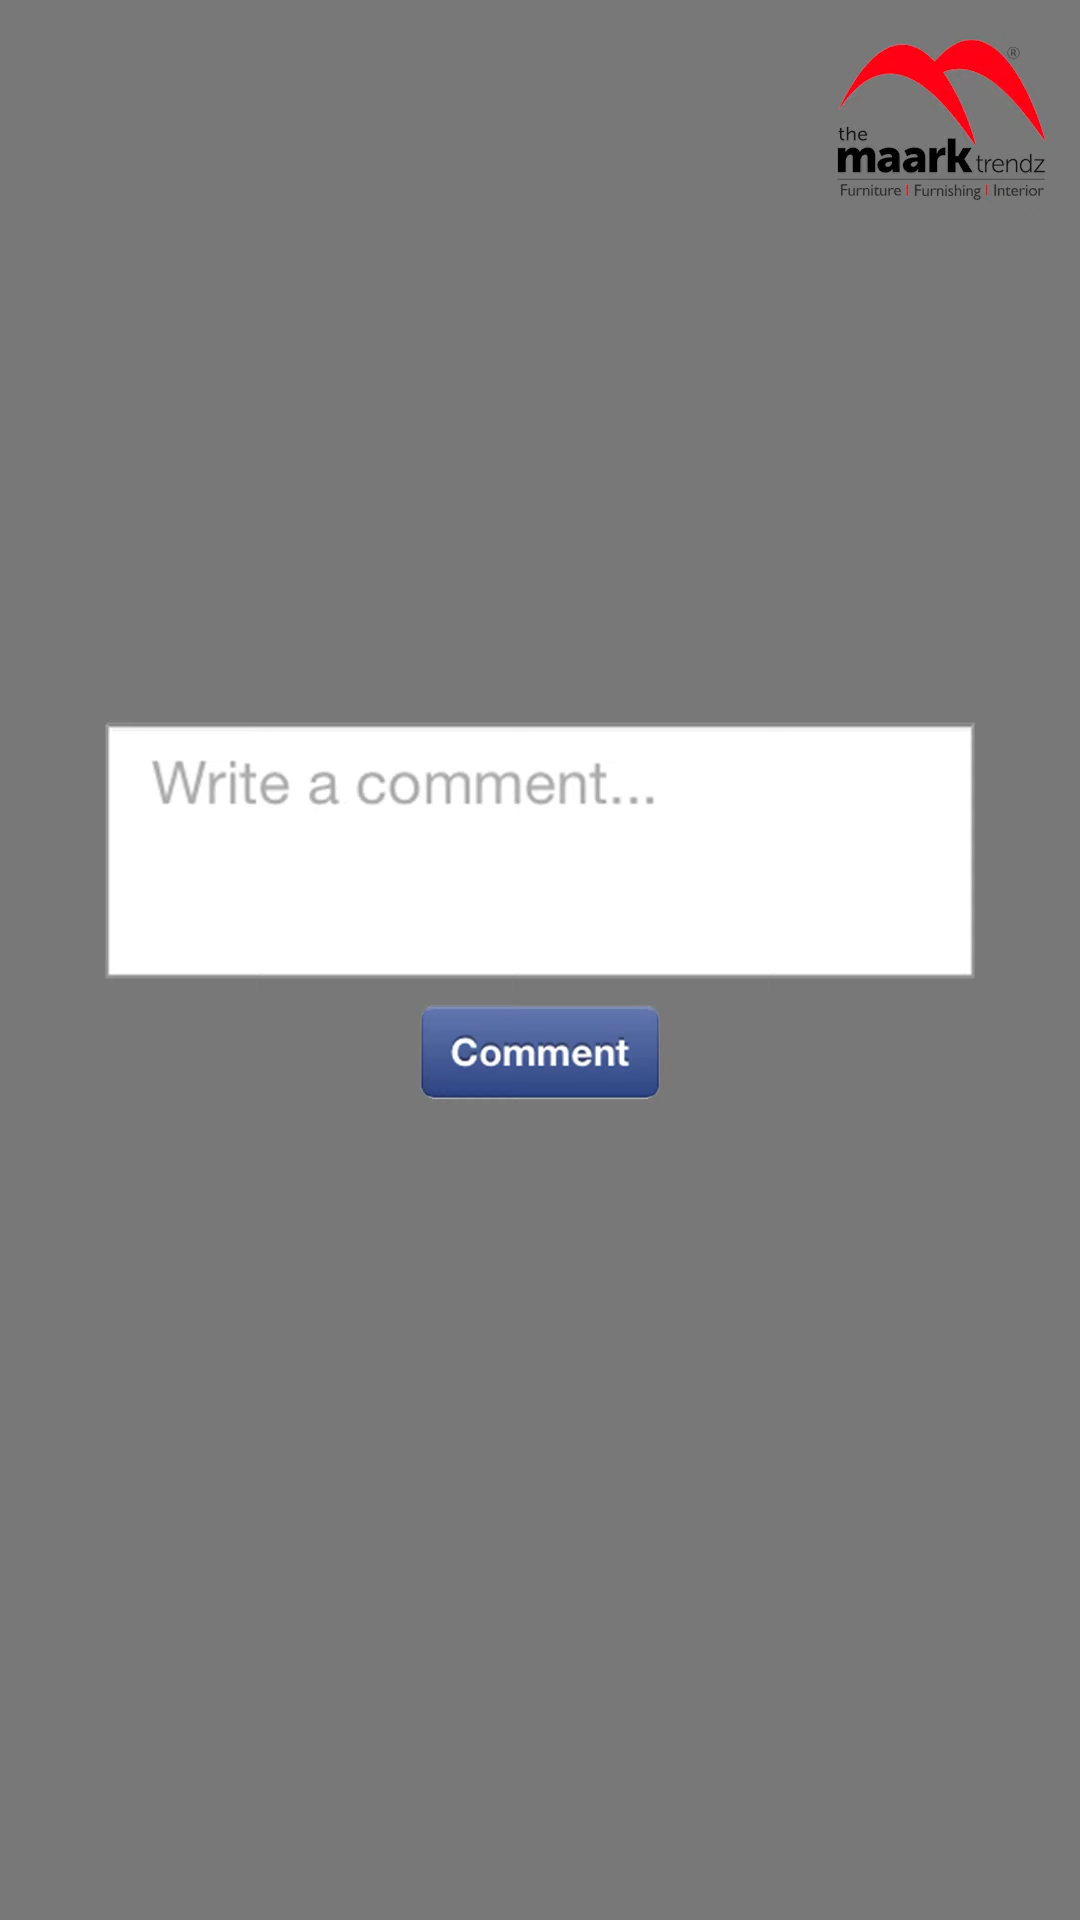 ®
the
maark trendz
Furniture | Furnishing | Interior
Write a comment...
Comment